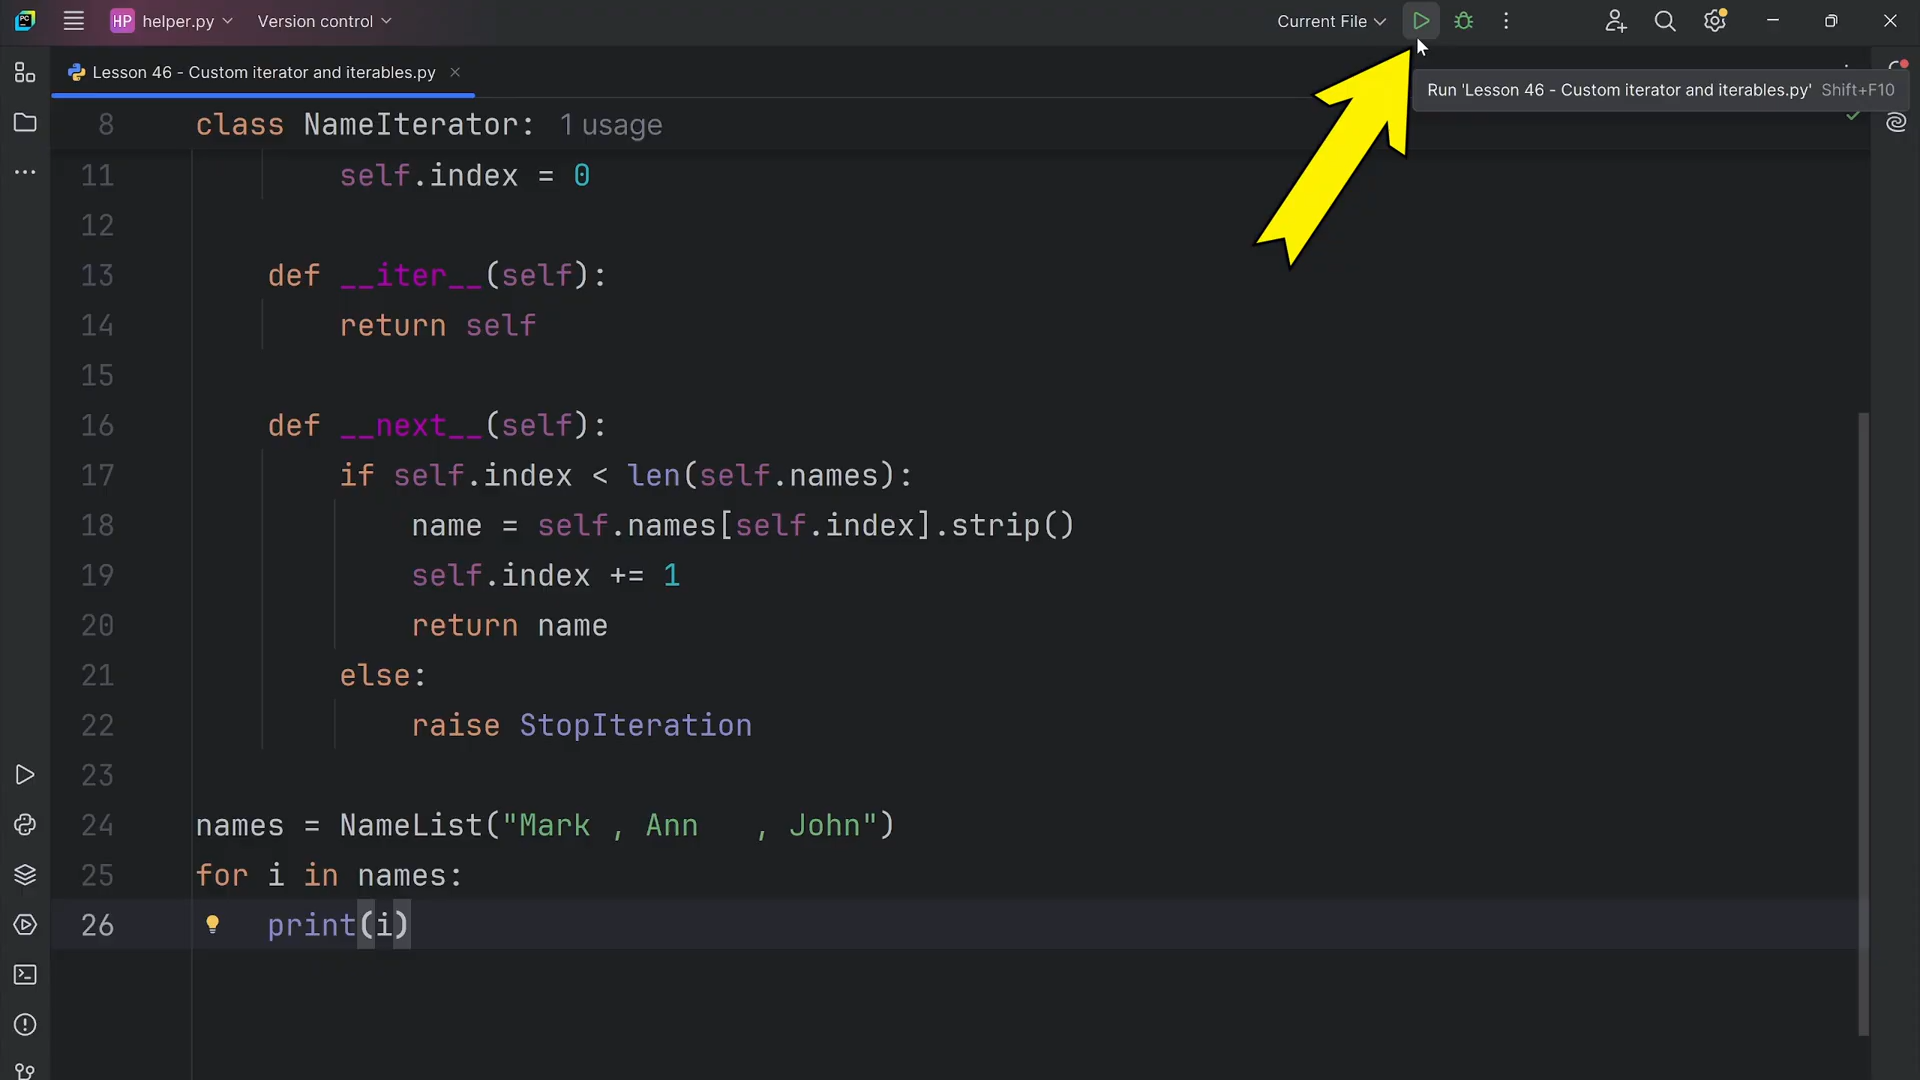 HP helper.py Version control Current File
Lesson 46 - Custom iterator and iterables.py
Run 'Lesson 46 - Custom iterator and iterables.py' Shift+F10
8 class NameIterator: 1 usage
11 self.index = 0
12
13 def __iter__(self):
14 return self
15
16 def __next__(self):
17 if self.index < len(self.names):
18 name = self.names[self.index].strip()
19 self.index += 1
20 return name
21 else:
22 raise StopIteration
23
24 names = NameList("Mark , Ann   , John")
25 for i in names:
26 print(i)